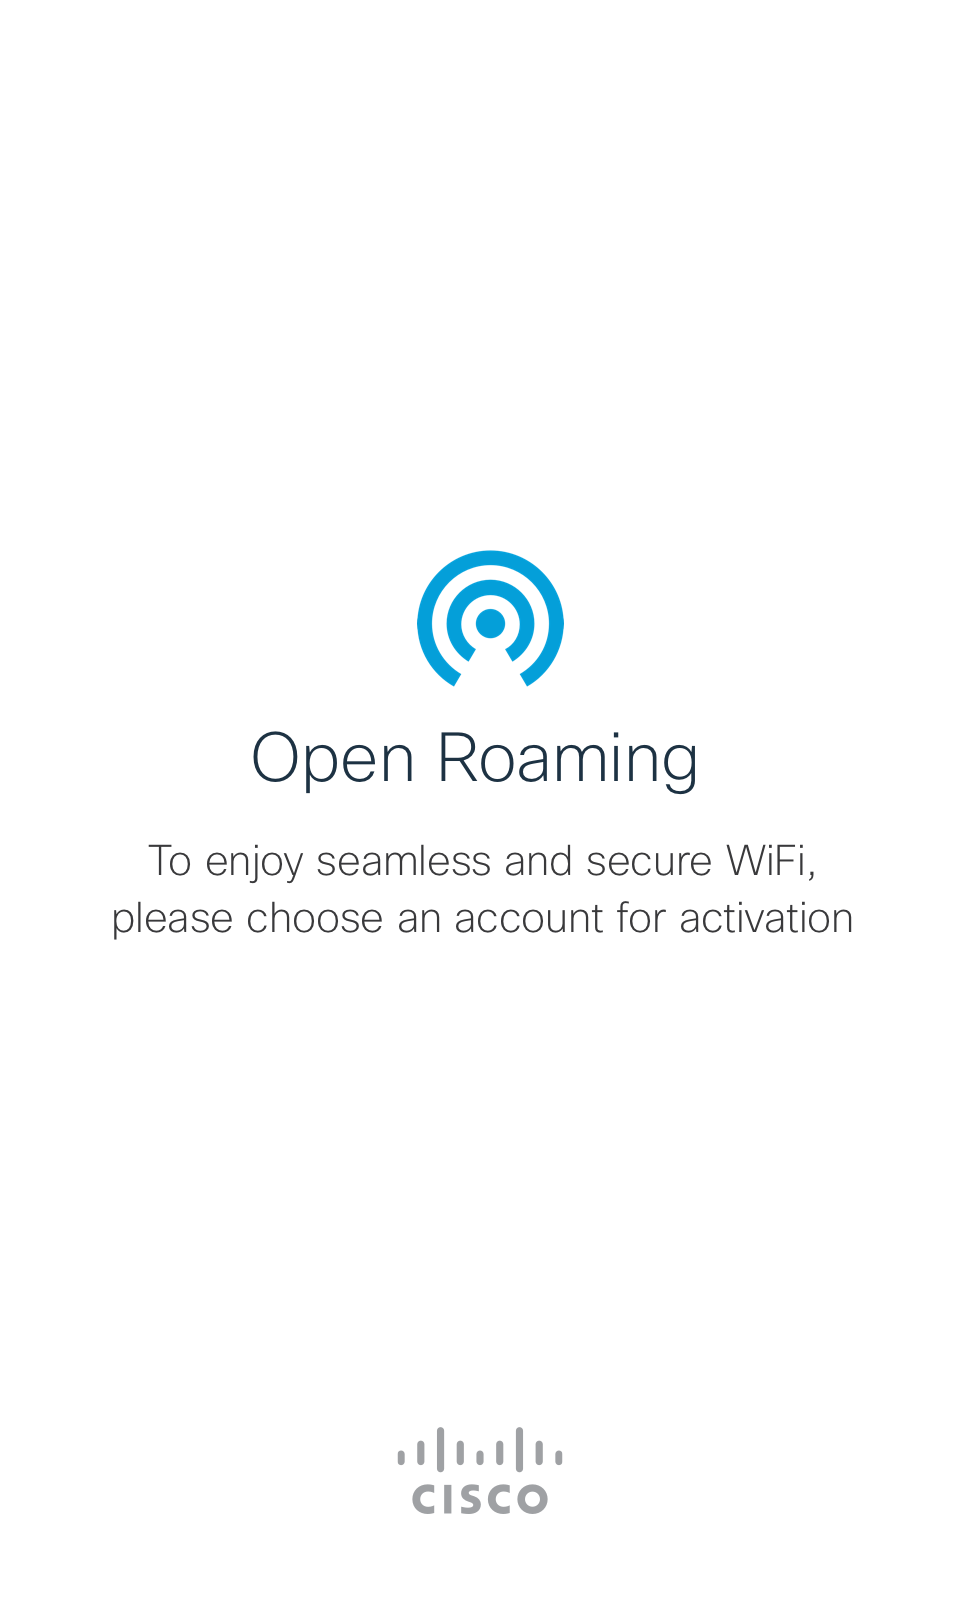 Open Roaming
To enjoy seamless and secure WiFi,
please choose an account for activation
CISCO